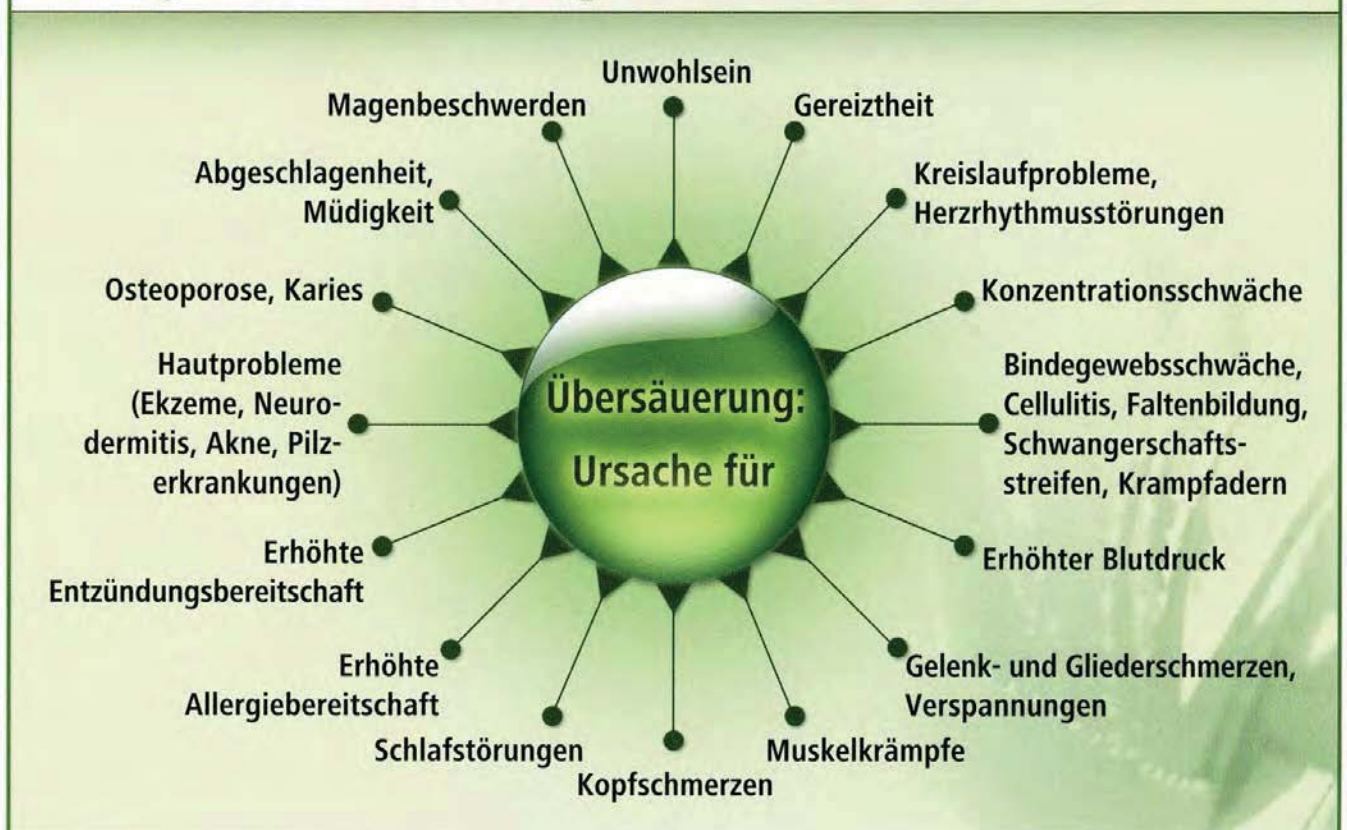 Übersäuerung:
Ursache für
Unwohlsein
Gereiztheit
Kreislaufprobleme,
Herzrhythmusstörungen
Konzentrationsschwäche
Bindegewebsschwäche,
Cellulitis, Faltenbildung,
Schwangerschafts-
streifen, Krampfadern
Erhöhter Blutdruck
Gelenk- und Gliederschmerzen,
Verspannungen
Muskelkrämpfe
Kopfschmerzen
Schlafstörungen
Erhöhte
Allergiebereitschaft
Erhöhte
Entzündungsbereitschaft
Hautprobleme
(Ekzeme, Neuro-
dermitis, Akne, Pilz-
erkrankungen)
Osteoporose, Karies
Abgeschlagenheit,
Müdigkeit
Magenbeschwerden